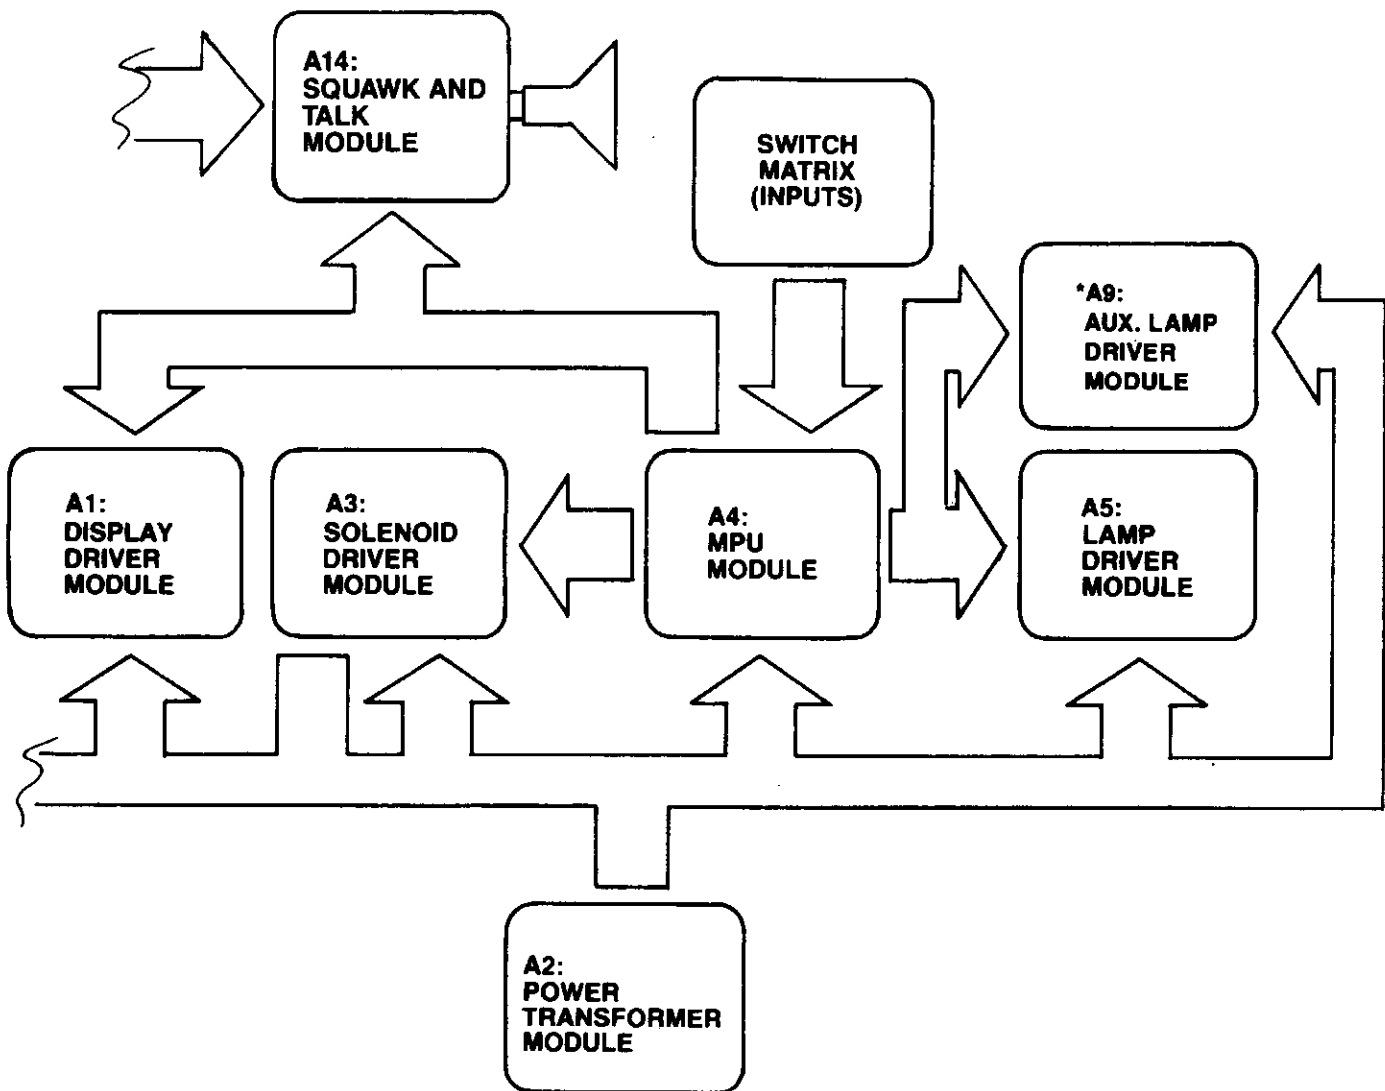 A14:
SQUAWK AND
TALK
MODULE
SWITCH
MATRIX
(INPUTS)
*A9:
AUX. LAMP
DRIVER
MODULE
A1:
DISPLAY
DRIVER
MODULE
A3:
SOLENOID
DRIVER
MODULE
A4:
MPU
MODULE
A5:
LAMP
DRIVER
MODULE
A2:
POWER
TRANSFORMER
MODULE